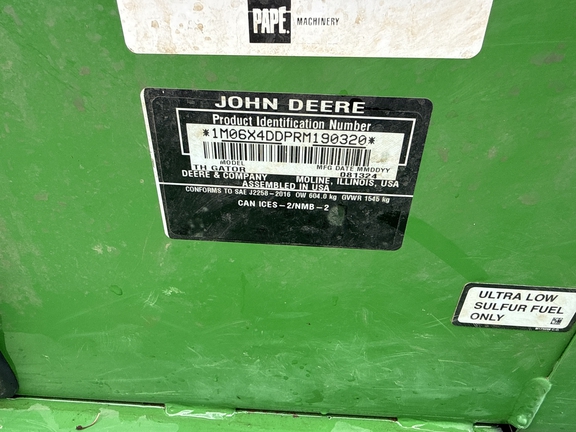 PAPÉ. MACHINERY
JOHN DEERE
Product Identification Number
*1M06X4DDPRM190320*
MODEL MFG DATE MMDDYY
TH GATOR 081324
DEERE & COMPANY MOLINE, ILLINOIS, USA
ASSEMBLED IN USA
CONFORMS TO SAE J2258-2016 OW 604.0 kg GVWR 1545 kg
CAN ICES-2/NMB-2
ULTRA LOW
SULFUR FUEL
ONLY